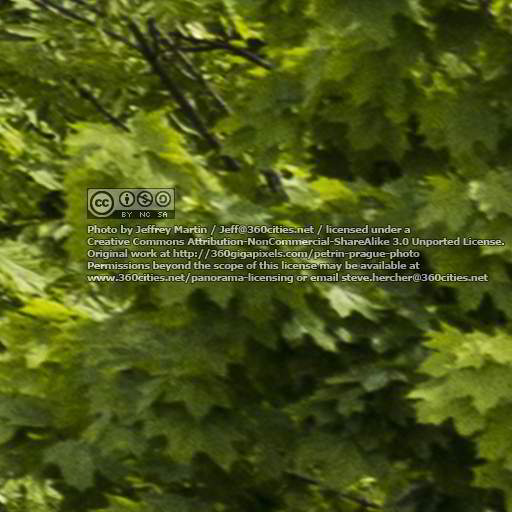 cc
BY NC SA
Photo by Jeffrey Martin / Jeff@360cities.net / licensed under a
Creative Commons Attribution-NonCommercial-ShareAlike 3.0 Unported License.
Original work at http://360gigapixels.com/petrin-prague-photo
Permissions beyond the scope of this license may be available at
www.360cities.net/panorama-licensing or email steve.hercher@360cities.net